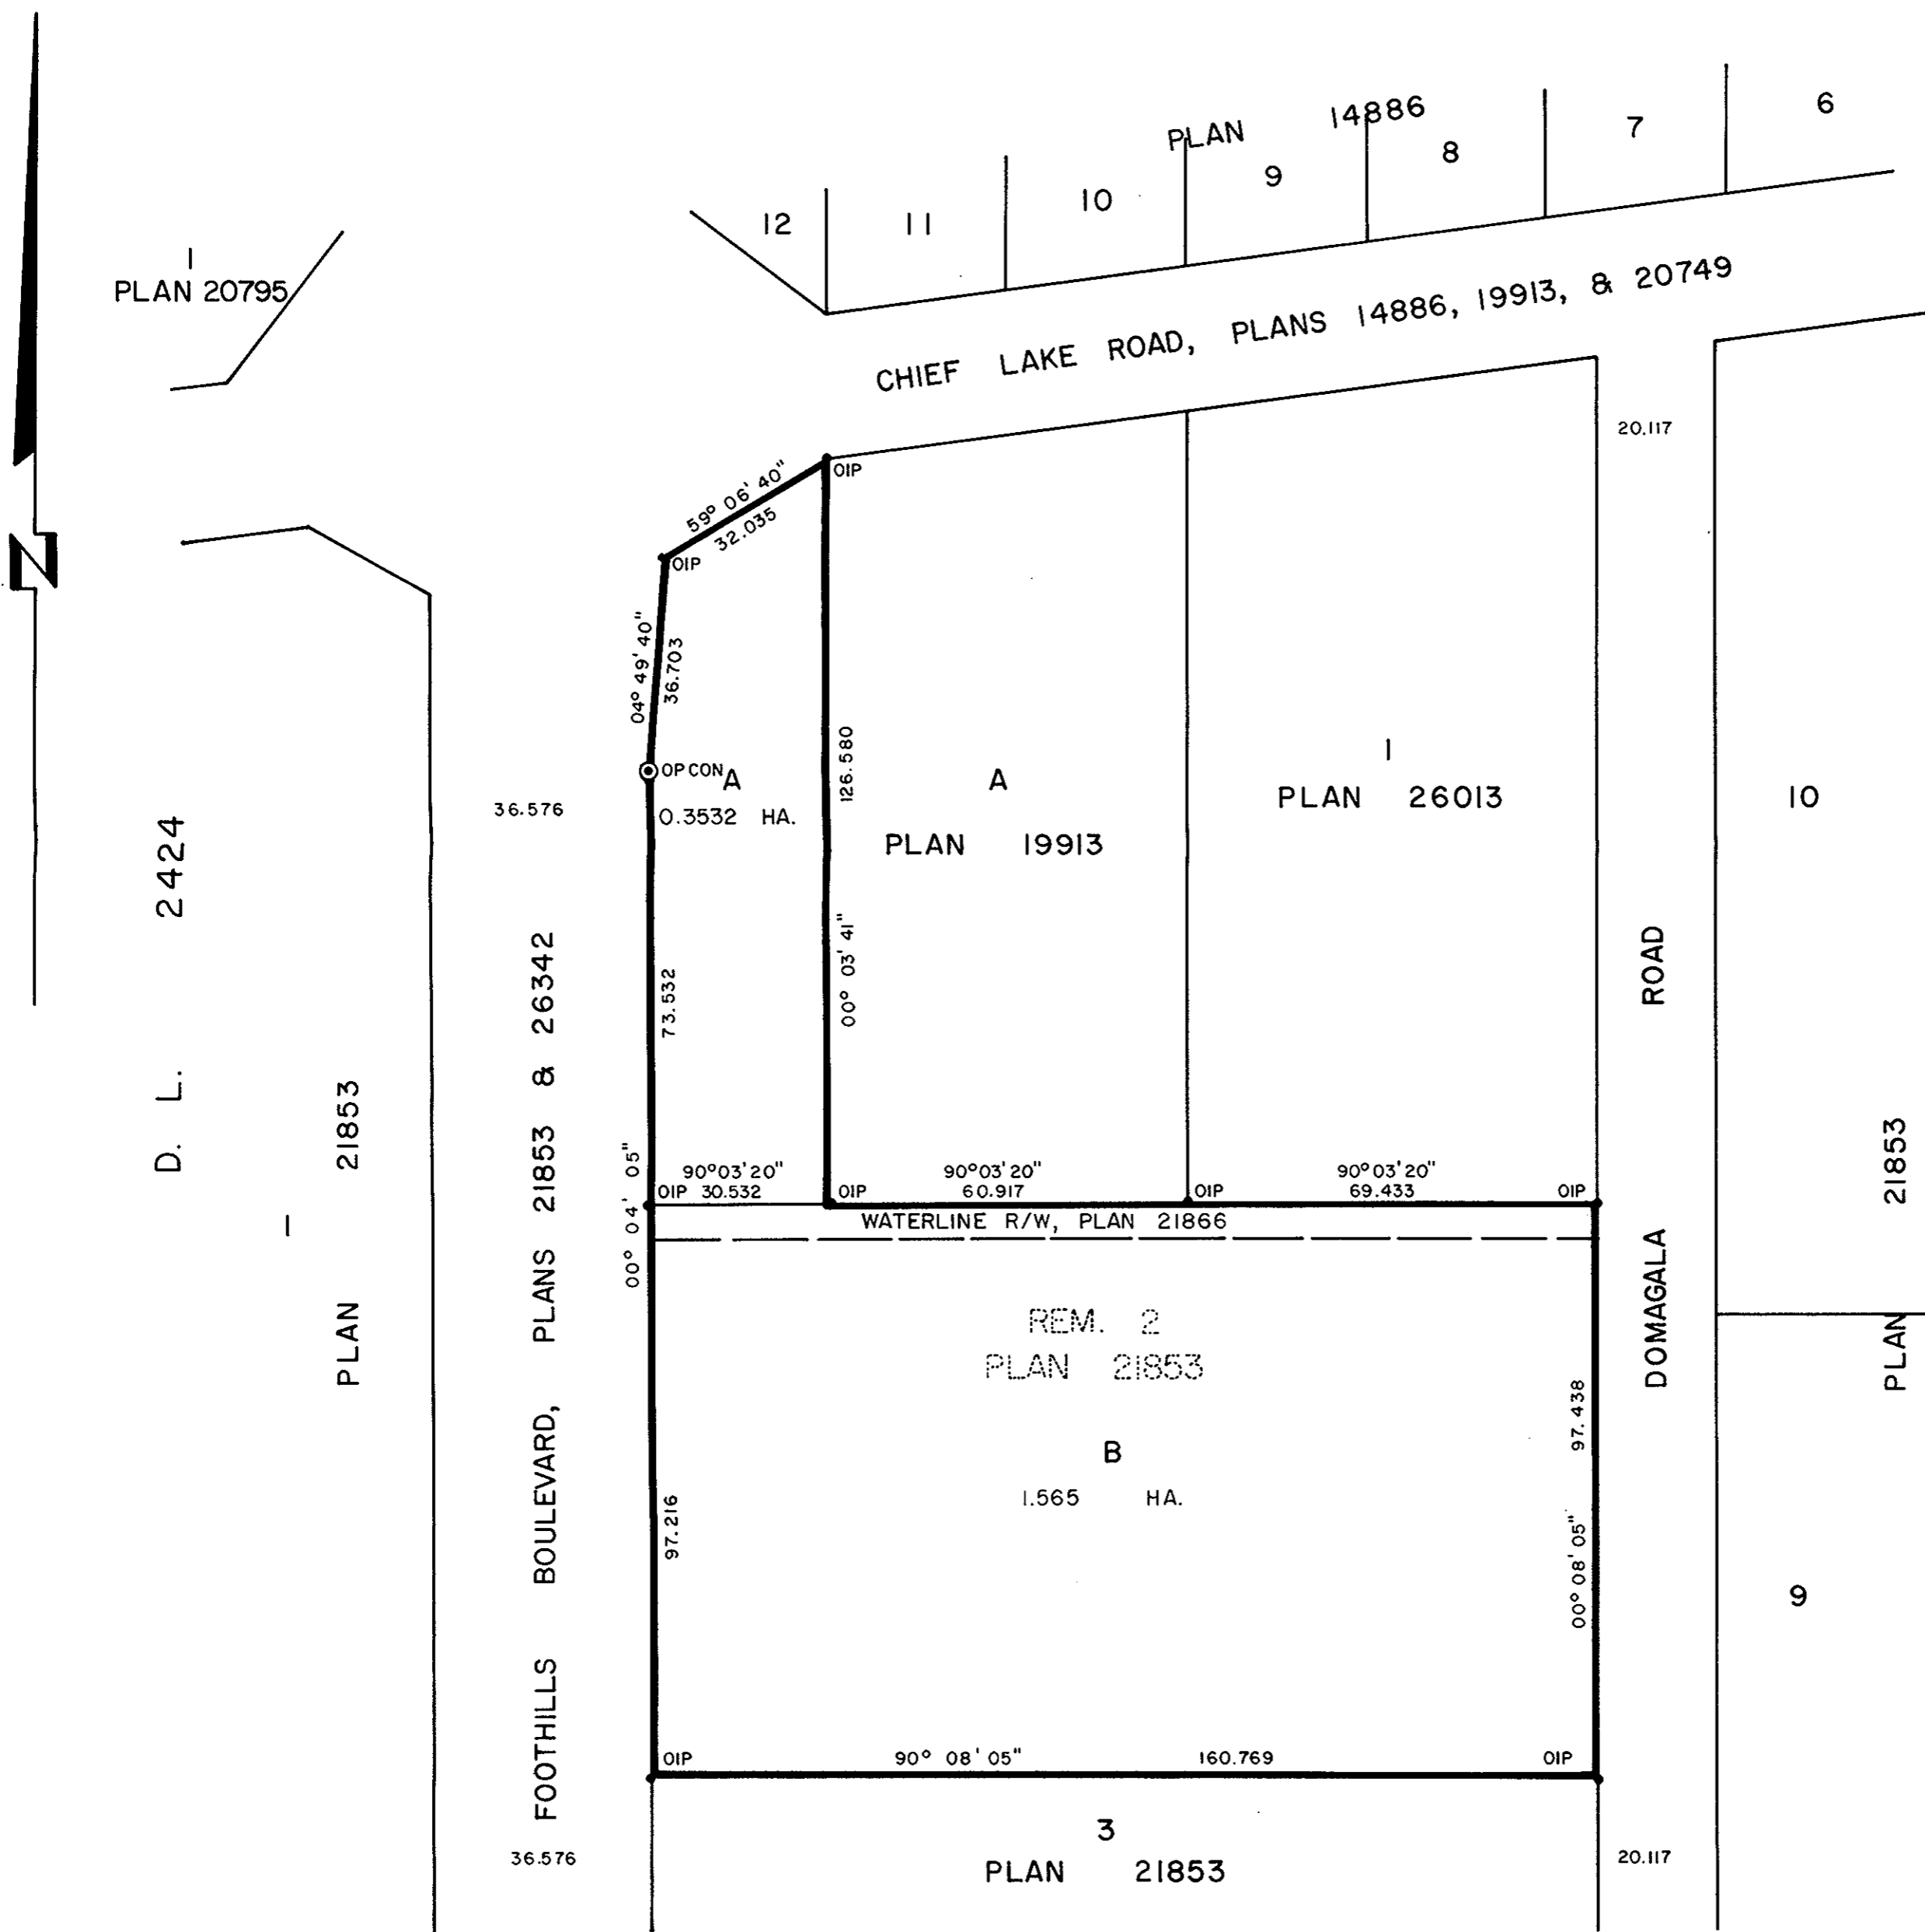 PLAN 14886
6
7
8
9
10
11
12
1
PLAN 20795
CHIEF LAKE ROAD, PLANS 14886, 19913, & 20749
20.117
OIP
59° 06' 40"
32.035
OIP
N
04° 49' 40"
36.703
OP CON
A
0.3532 HA.
36.576
126.580
00° 03' 41"
A
PLAN 19913
1
PLAN 26013
10
D. L. 2424
PLAN 21853
1
FOOTHILLS BOULEVARD, PLANS 21853 & 26342
73.532
00° 04' 05"
90°03'20"
OIP 30.532
OIP
90°03'20"
60.917
OIP
90°03'20"
69.433
OIP
WATERLINE R/W, PLAN 21866
DOMAGALA ROAD
PLAN 21853
REM. 2
PLAN 21853
B
1.565 HA.
97.438
00° 08' 05"
97.216
9
OIP
90° 08' 05"
160.769
OIP
3
PLAN 21853
36.576
20.117